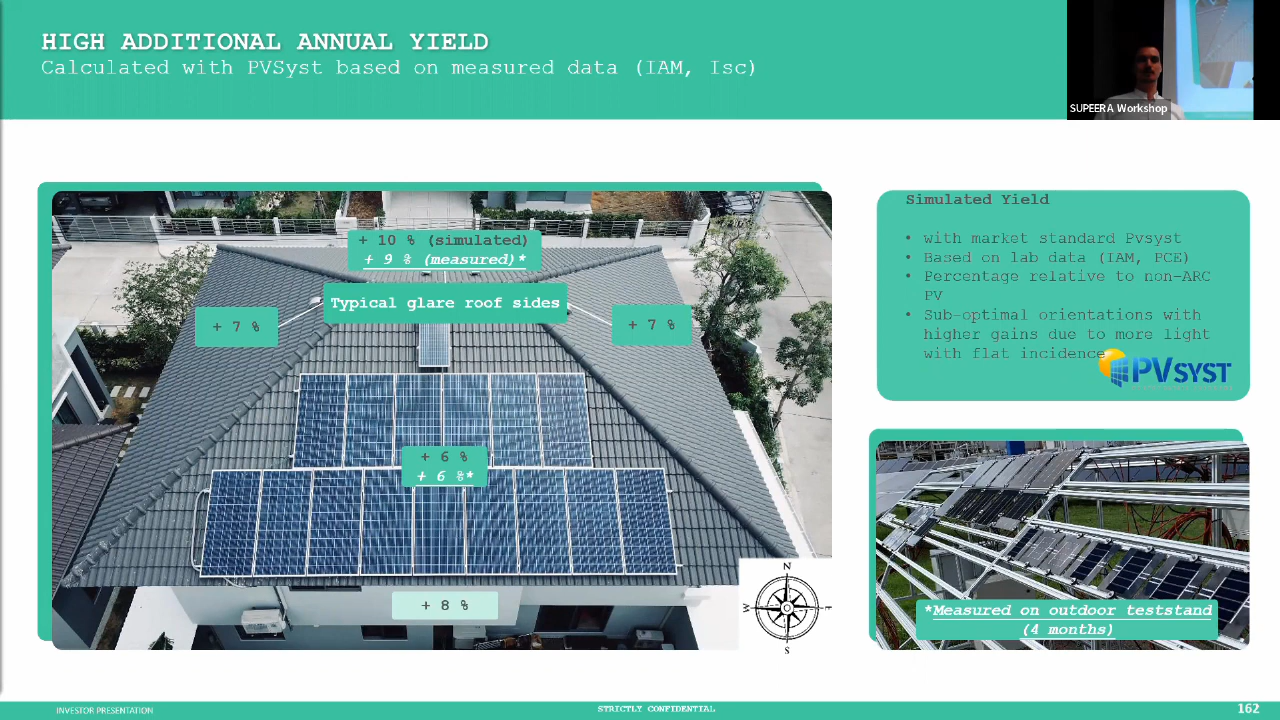 HIGH ADDITIONAL ANNUAL YIELD
Calculated with PVSyst based on measured data (IAM, Isc)
SUPEERA Workshop
+ 10 % (simulated)
+ 9 % (measured)*
Typical glare roof sides
+ 7 %
+ 7 %
+ 6 %
+ 6 %*
+ 8 %
N
W
E
S
Simulated Yield
• with market standard Pvsyst
• Based on lab data (IAM, PCE)
• Percentage relative to non-ARC
PV
• Sub-optimal orientations with
higher gains due to more light
with flat incidence
PVSYST
*Measured on outdoor teststand
(4 months)
INVESTOR PRESENTATION
STRICTLY CONFIDENTIAL
162